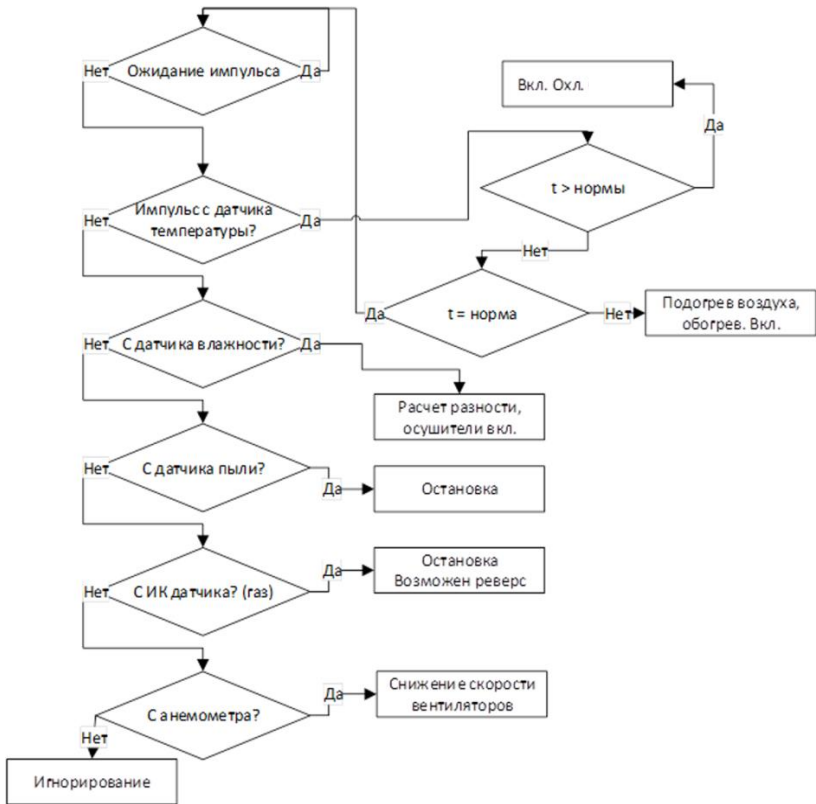 Нет
Ожидание импульса
Да
Вкл. Охл.
Да
t > нормы
Импульс с датчика
температуры?
Нет
Да
Нет
Да
t = норма
Нет
Подогрев воздуха,
обогрев. Вкл.
Нет
С датчика влажности?
Да
Расчет разности,
осушители вкл.
Нет
С датчика пыли?
Да
Остановка
Нет
С ИК датчика? (газ)
Да
Остановка
Возможен реверс
С анемометра?
Да
Снижение скорости
вентиляторов
Нет
Игнорирование